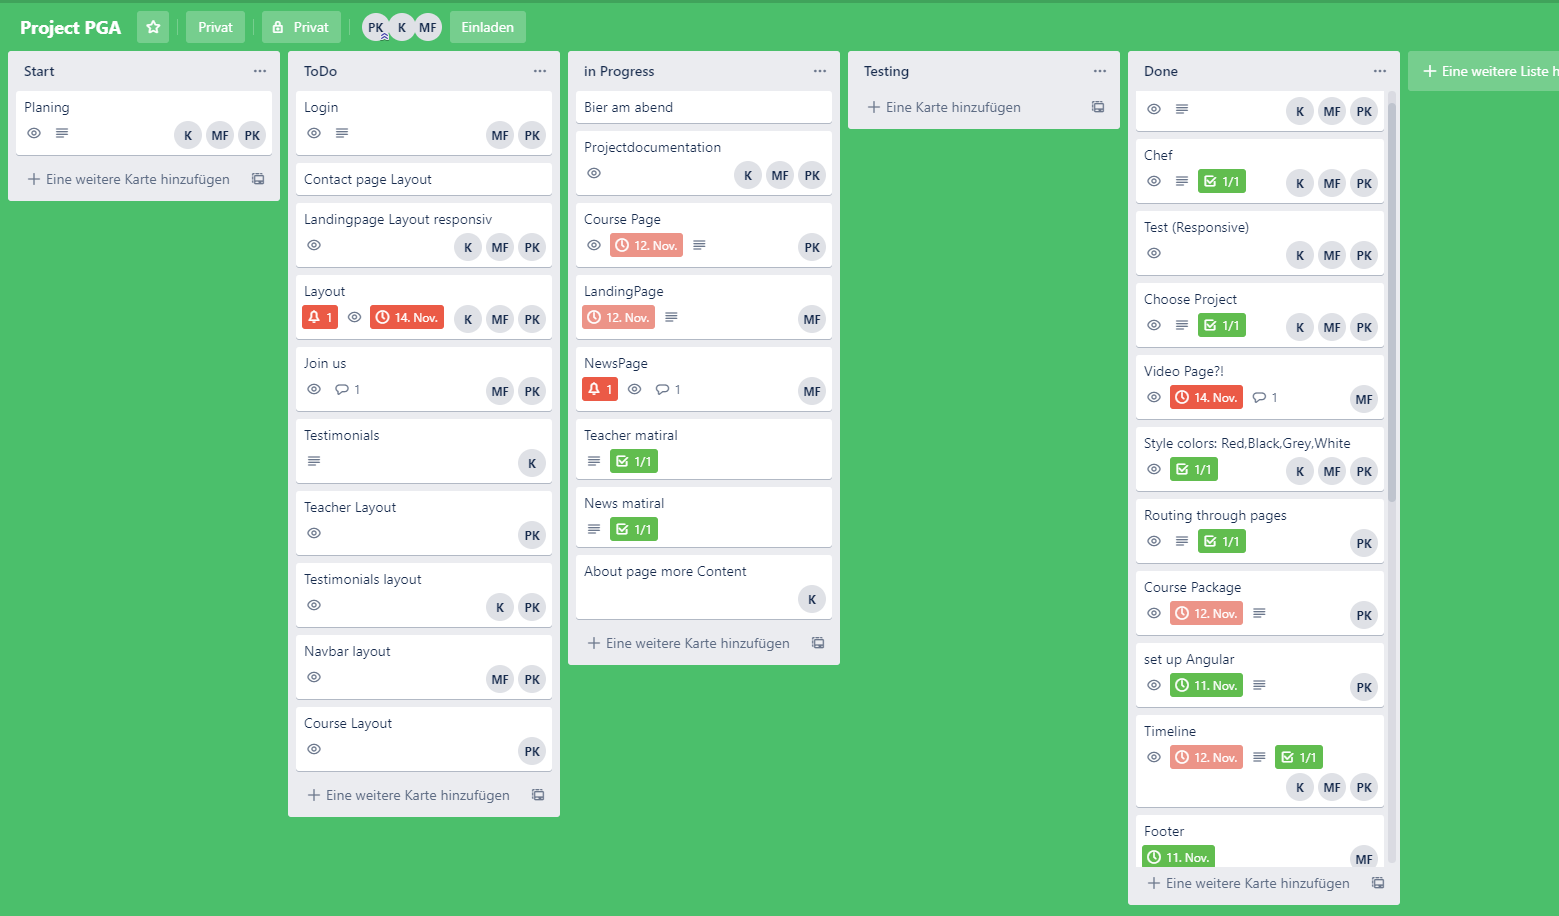 Project PGA
Privat
Privat
PK K MF
Einladen
Start
Planing
K MF PK
Eine weitere Karte hinzufügen
ToDo
Login
MF PK
Contact page Layout
Landingpage Layout responsiv
K MF PK
Layout
1 14. Nov. K MF PK
Join us
1 MF PK
Testimonials
K
Teacher Layout
PK
Testimonials layout
K PK
Navbar layout
MF PK
Course Layout
PK
Eine weitere Karte hinzufügen
in Progress
Bier am abend
Projectdocumentation
K MF PK
Course Page
12. Nov. PK
LandingPage
12. Nov. MF
NewsPage
1 1 MF
Teacher matiral
1/1
News matiral
1/1
About page more Content
K
Eine weitere Karte hinzufügen
Testing
Eine Karte hinzufügen
Done
K MF PK
Chef
1/1 K MF PK
Test (Responsive)
K MF PK
Choose Project
1/1 K MF PK
Video Page?!
14. Nov. 1 MF
Style colors: Red,Black,Grey,White
1/1 K MF PK
Routing through pages
1/1 PK
Course Package
12. Nov. PK
set up Angular
11. Nov. PK
Timeline
12. Nov. 1/1
K MF PK
Footer
11. Nov. MF
Eine weitere Karte hinzufügen
Eine weitere Liste h